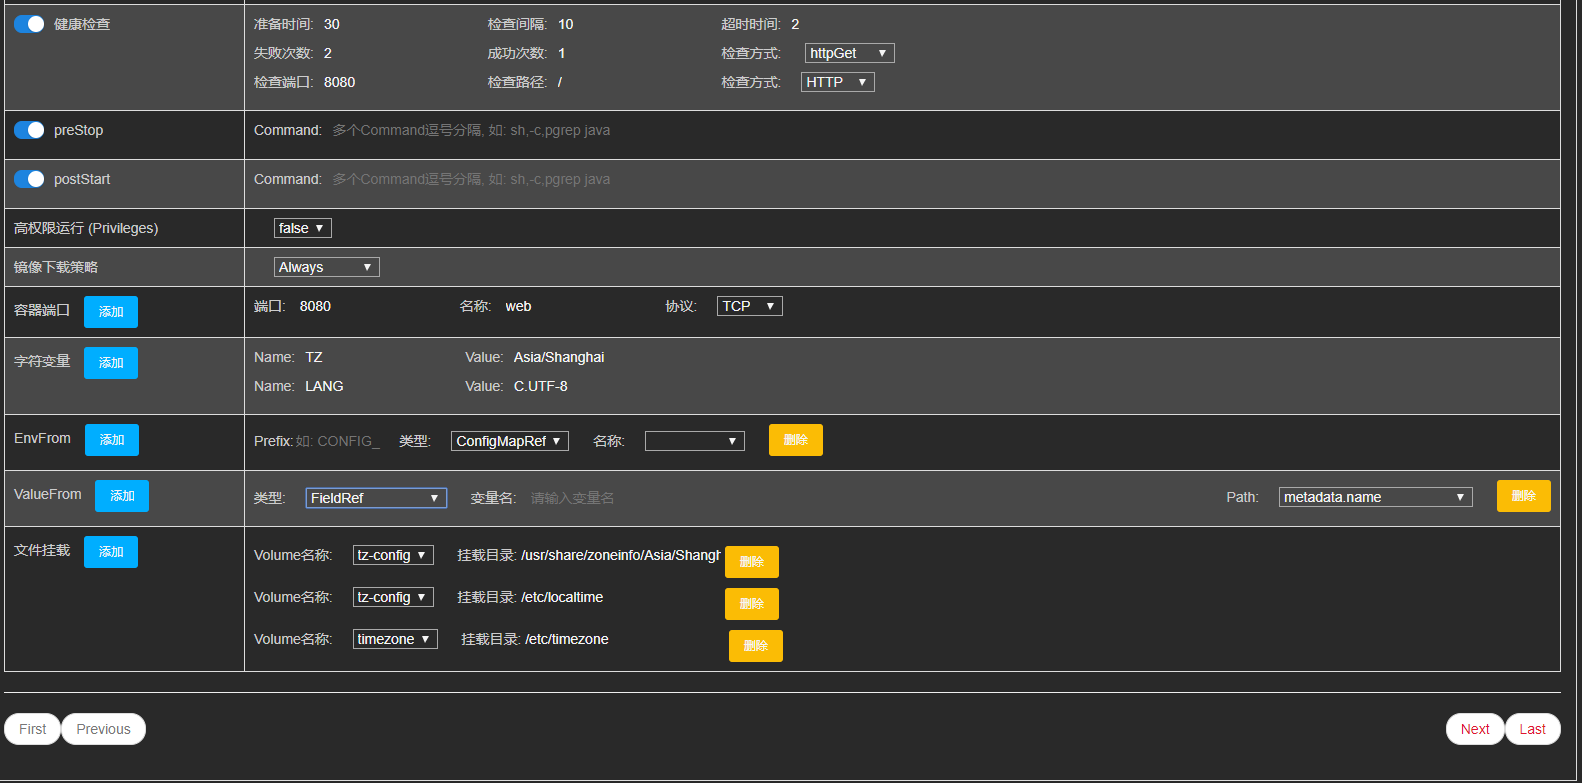 健康检查 准备时间: 30 检查间隔: 10 超时时间: 2
失败次数: 2 成功次数: 1 检查方式: httpGet
检查端口: 8080 检查路径: / 检查方式: HTTP
preStop Command: 多个Command逗号分隔, 如: sh,-c,pgrep java
postStart Command: 多个Command逗号分隔, 如: sh,-c,pgrep java
高权限运行 (Privileges) false
镜像下载策略 Always
容器端口 添加 端口: 8080 名称: web 协议: TCP
字符变量 添加 Name: TZ Value: Asia/Shanghai
Name: LANG Value: C.UTF-8
EnvFrom 添加 Prefix: 如: CONFIG_ 类型: ConfigMapRef 名称: 删除
ValueFrom 添加 类型: FieldRef 变量名: 请输入变量名 Path: metadata.name 删除
文件挂载 添加 Volume名称: tz-config 挂载目录: /usr/share/zoneinfo/Asia/Shangh 删除
Volume名称: tz-config 挂载目录: /etc/localtime 删除
Volume名称: timezone 挂载目录: /etc/timezone 删除
First Previous Next Last